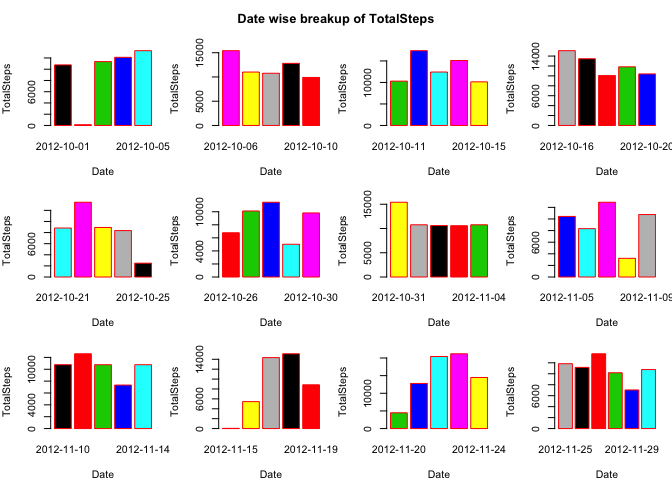 Date wise breakup of TotalSteps
TotalSteps
0
6000
2012-10-01
2012-10-05
Date
TotalSteps
0
5000
15000
2012-10-06
2012-10-10
Date
TotalSteps
0
10000
2012-10-11
2012-10-15
Date
TotalSteps
0
6000
14000
2012-10-16
2012-10-20
Date
TotalSteps
0
6000
2012-10-21
2012-10-25
Date
TotalSteps
0
4000
10000
2012-10-26
2012-10-30
Date
TotalSteps
0
5000
15000
2012-10-31
2012-11-04
Date
TotalSteps
0
6000
2012-11-05
2012-11-09
Date
TotalSteps
0
4000
10000
2012-11-10
2012-11-14
Date
TotalSteps
0
6000
14000
2012-11-15
2012-11-19
Date
TotalSteps
0
10000
2012-11-20
2012-11-24
Date
TotalSteps
0
6000
2012-11-25
2012-11-29
Date